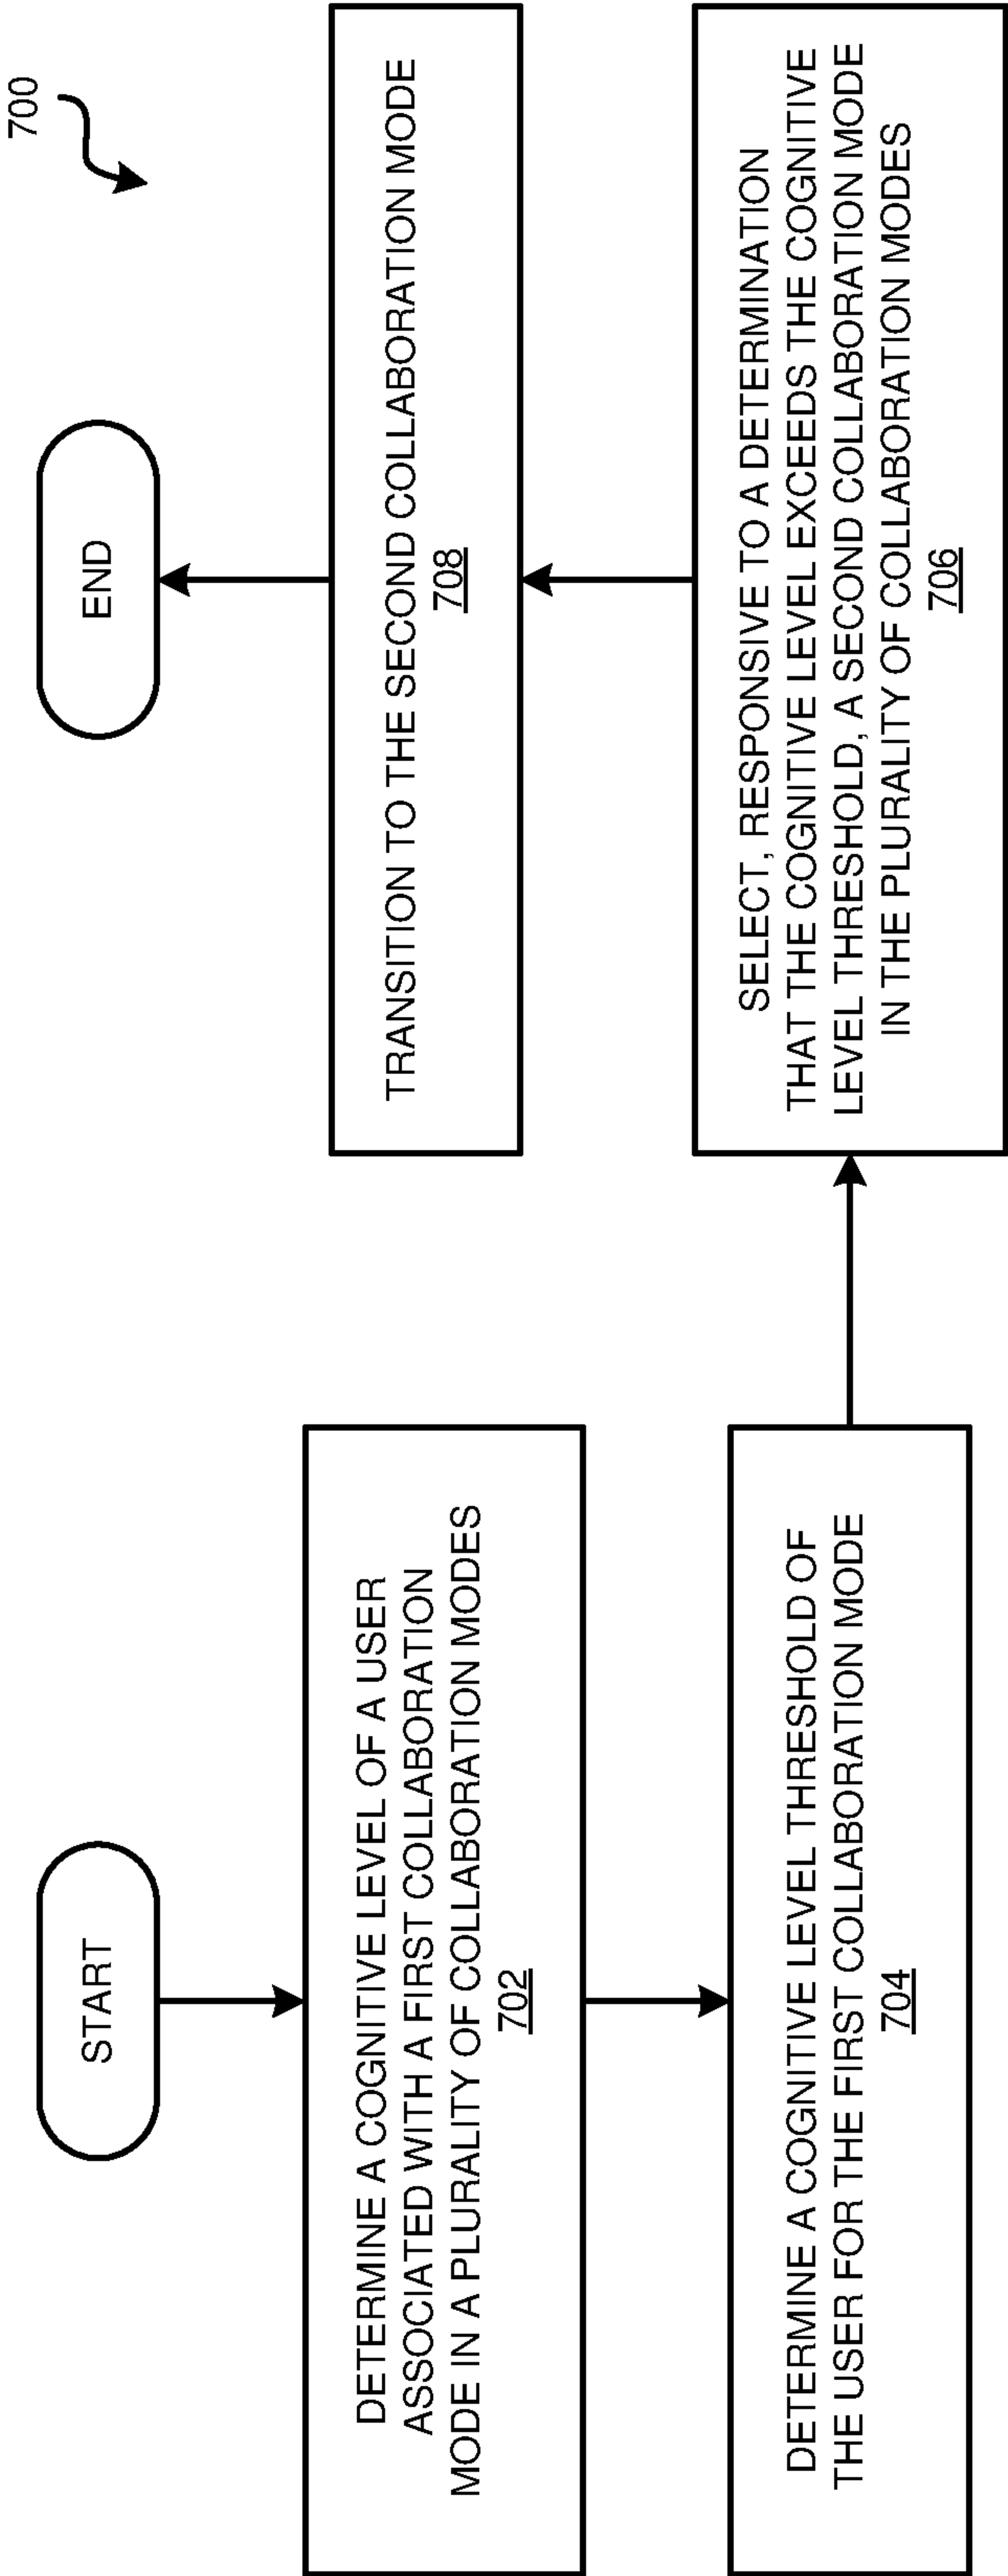 700
START
DETERMINE A COGNITIVE LEVEL OF A USER
ASSOCIATED WITH A FIRST COLLABORATION
MODE IN A PLURALITY OF COLLABORATION MODES
702
DETERMINE A COGNITIVE LEVEL THRESHOLD OF
THE USER FOR THE FIRST COLLABORATION MODE
704
SELECT, RESPONSIVE TO A DETERMINATION
THAT THE COGNITIVE LEVEL EXCEEDS THE COGNITIVE
LEVEL THRESHOLD, A SECOND COLLABORATION MODE
IN THE PLURALITY OF COLLABORATION MODES
706
TRANSITION TO THE SECOND COLLABORATION MODE
708
END